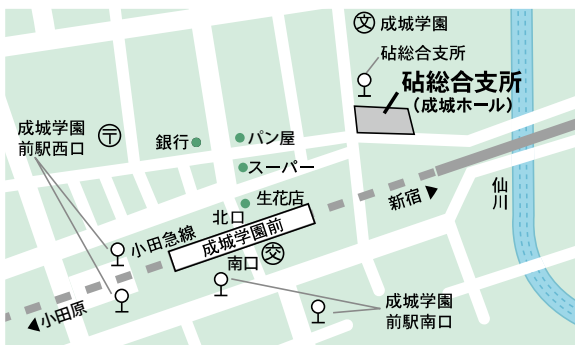 文 成城学園
砧総合支所
砧総合支所
(成城ホール)
成城学園
前駅西口
〒
銀行
パン屋
スーパー
生花店
仙川
新宿
北口
小田急線
成城学園前
交
南口
小田原
成城学園
前駅南口